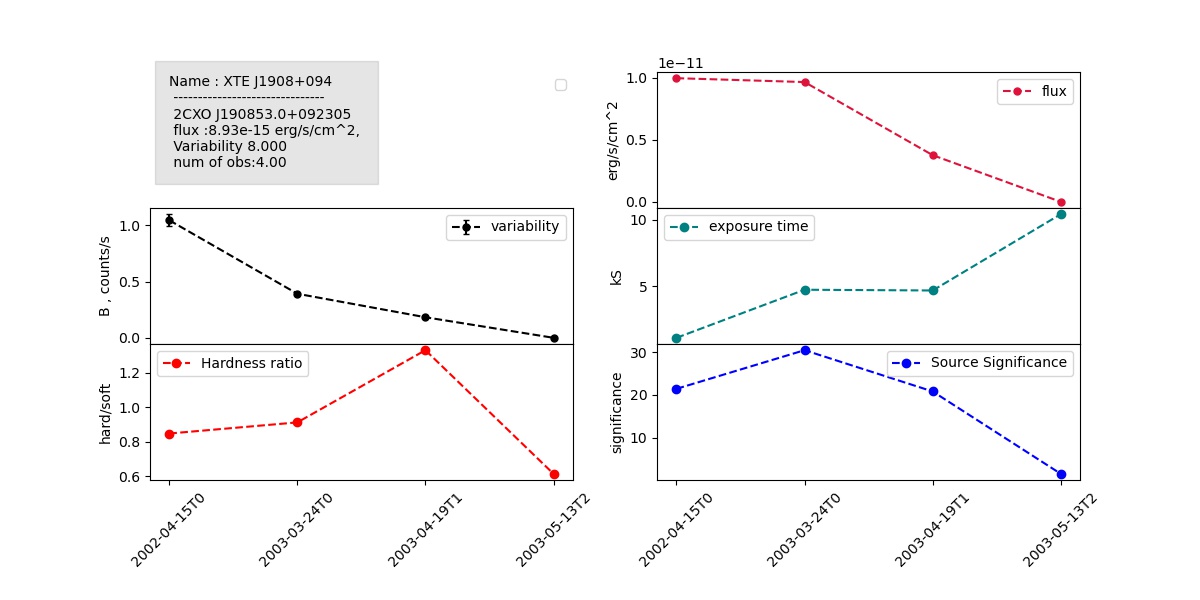 Name : XTE J1908+094
-------------------------------
2CXO J190853.0+092305
flux :8.93e-15 erg/s/cm^2,
Variability 8.000
num of obs:4.00
B , counts/s
1.0
0.5
0.0
variability
hard/soft
1.2
1.0
0.8
0.6
Hardness ratio
2002-04-15T0
2003-03-24T0
2003-04-19T1
2003-05-13T2
1e−11
erg/s/cm^2
1.0
0.5
0.0
flux
kS
10
5
exposure time
significance
30
20
10
Source Significance
2002-04-15T0
2003-03-24T0
2003-04-19T1
2003-05-13T2